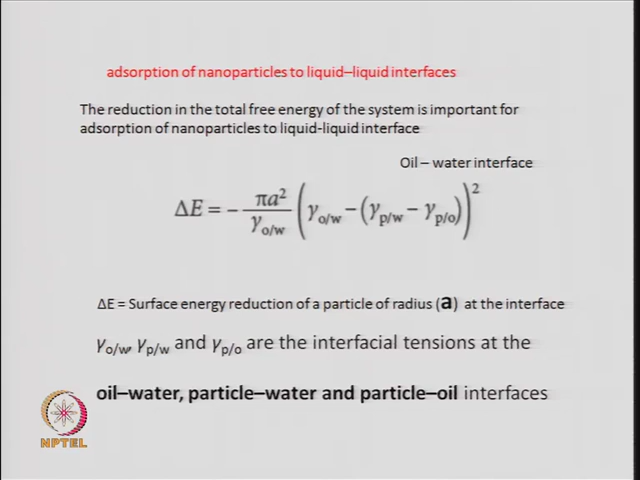 adsorption of nanoparticles to liquid–liquid interfaces
The reduction in the total free energy of the system is important for
adsorption of nanoparticles to liquid-liquid interface
Oil – water interface
ΔE = − πa²/γo/w (γo/w − (γp/w − γp/o))²
ΔE = Surface energy reduction of a particle of radius (a) at the interface
γo/w, γp/w and γp/o are the interfacial tensions at the
oil–water, particle–water and particle–oil interfaces
NPTEL